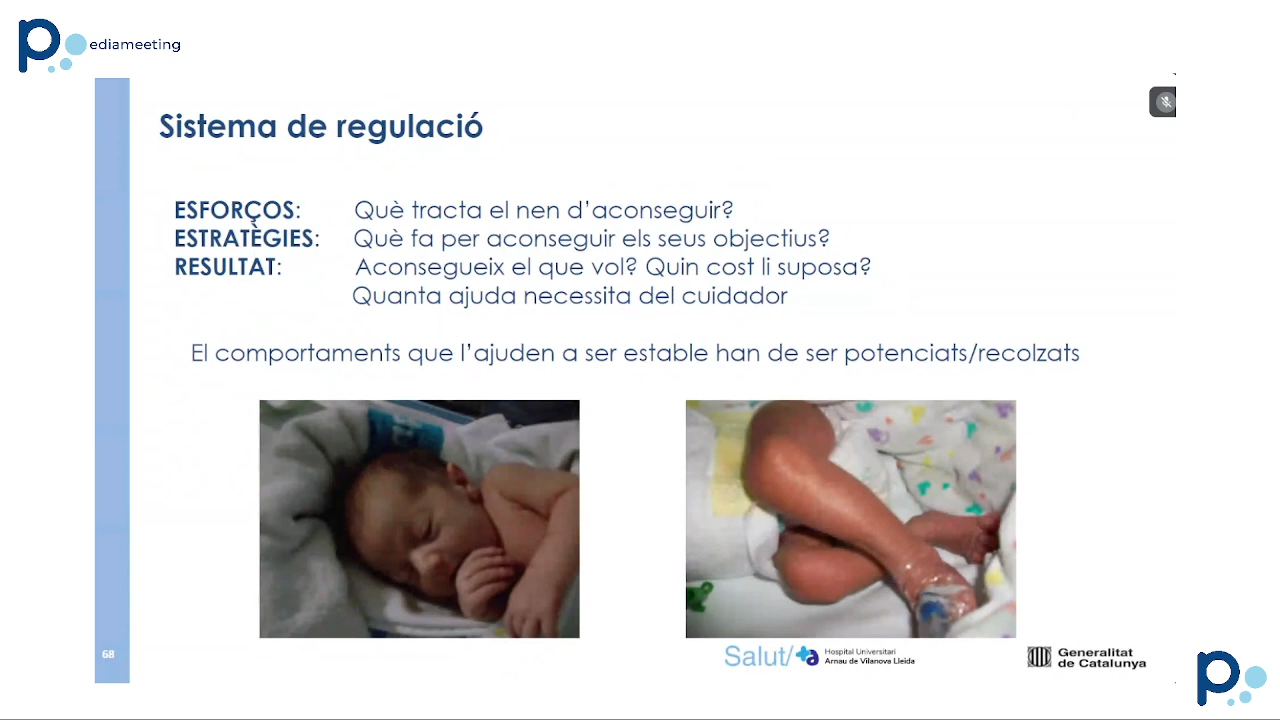 ediameeting
Sistema de regulació
ESFORÇOS: Què tracta el nen d'aconseguir?
ESTRATÈGIES: Què fa per aconseguir els seus objectius?
RESULTAT: Aconsegueix el que vol? Quin cost li suposa?
Quanta ajuda necessita del cuidador
El comportaments que l'ajuden a ser estable han de ser potenciats/recolzats
68
Salut/
Hospital Universitari
Arnau de Vilanova Lleida
Generalitat
de Catalunya